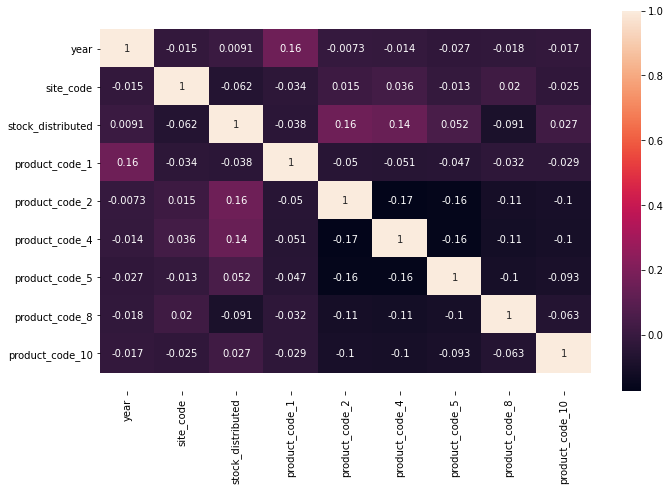 year 1 -0.015 0.0091 0.16 -0.0073 -0.014 -0.027 -0.018 -0.017
site_code -0.015 1 -0.062 -0.034 0.015 0.036 -0.013 0.02 -0.025
stock_distributed 0.0091 -0.062 1 -0.038 0.16 0.14 0.052 -0.091 0.027
product_code_1 0.16 -0.034 -0.038 1 -0.05 -0.051 -0.047 -0.032 -0.029
product_code_2 -0.0073 0.015 0.16 -0.05 1 -0.17 -0.16 -0.11 -0.1
product_code_4 -0.014 0.036 0.14 -0.051 -0.17 1 -0.16 -0.11 -0.1
product_code_5 -0.027 -0.013 0.052 -0.047 -0.16 -0.16 1 -0.1 -0.093
product_code_8 -0.018 0.02 -0.091 -0.032 -0.11 -0.11 -0.1 1 -0.063
product_code_10 -0.017 -0.025 0.027 -0.029 -0.1 -0.1 -0.093 -0.063 1
year
site_code
stock_distributed
product_code_1
product_code_2
product_code_4
product_code_5
product_code_8
product_code_10
1.0
0.8
0.6
0.4
0.2
0.0